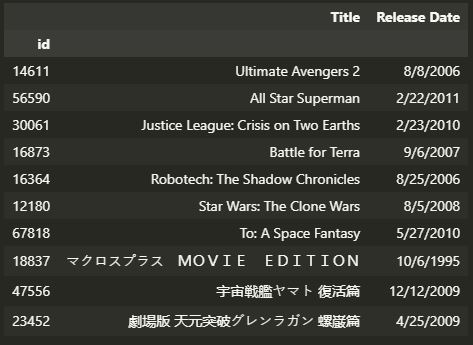 Title Release Date
id
14611 Ultimate Avengers 2 8/8/2006
56590 All Star Superman 2/22/2011
30061 Justice League: Crisis on Two Earths 2/23/2010
16873 Battle for Terra 9/6/2007
16364 Robotech: The Shadow Chronicles 8/25/2006
12180 Star Wars: The Clone Wars 8/5/2008
67818 To: A Space Fantasy 5/27/2010
18837 マクロスプラス　ＭＯＶＩＥ　ＥＤＩＴＩＯＮ 10/6/1995
47556 宇宙戦艦ヤマト 復活篇 12/12/2009
23452 劇場版 天元突破グレンラガン 螺巌篇 4/25/2009